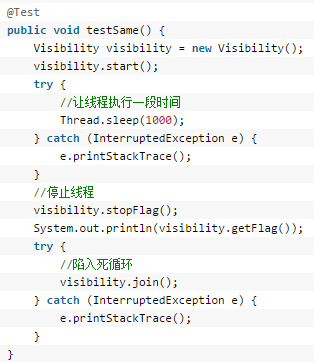 @Test
public void testSame() {
    Visibility visibility = new Visibility();
    visibility.start();
    try {
        //让线程执行一段时间
        Thread.sleep(1000);
    } catch (InterruptedException e) {
        e.printStackTrace();
    }
    //停止线程
    visibility.stopFlag();
    System.out.println(visibility.getFlag());
    try {
        //陷入死循环
        visibility.join();
    } catch (InterruptedException e) {
        e.printStackTrace();
    }
}